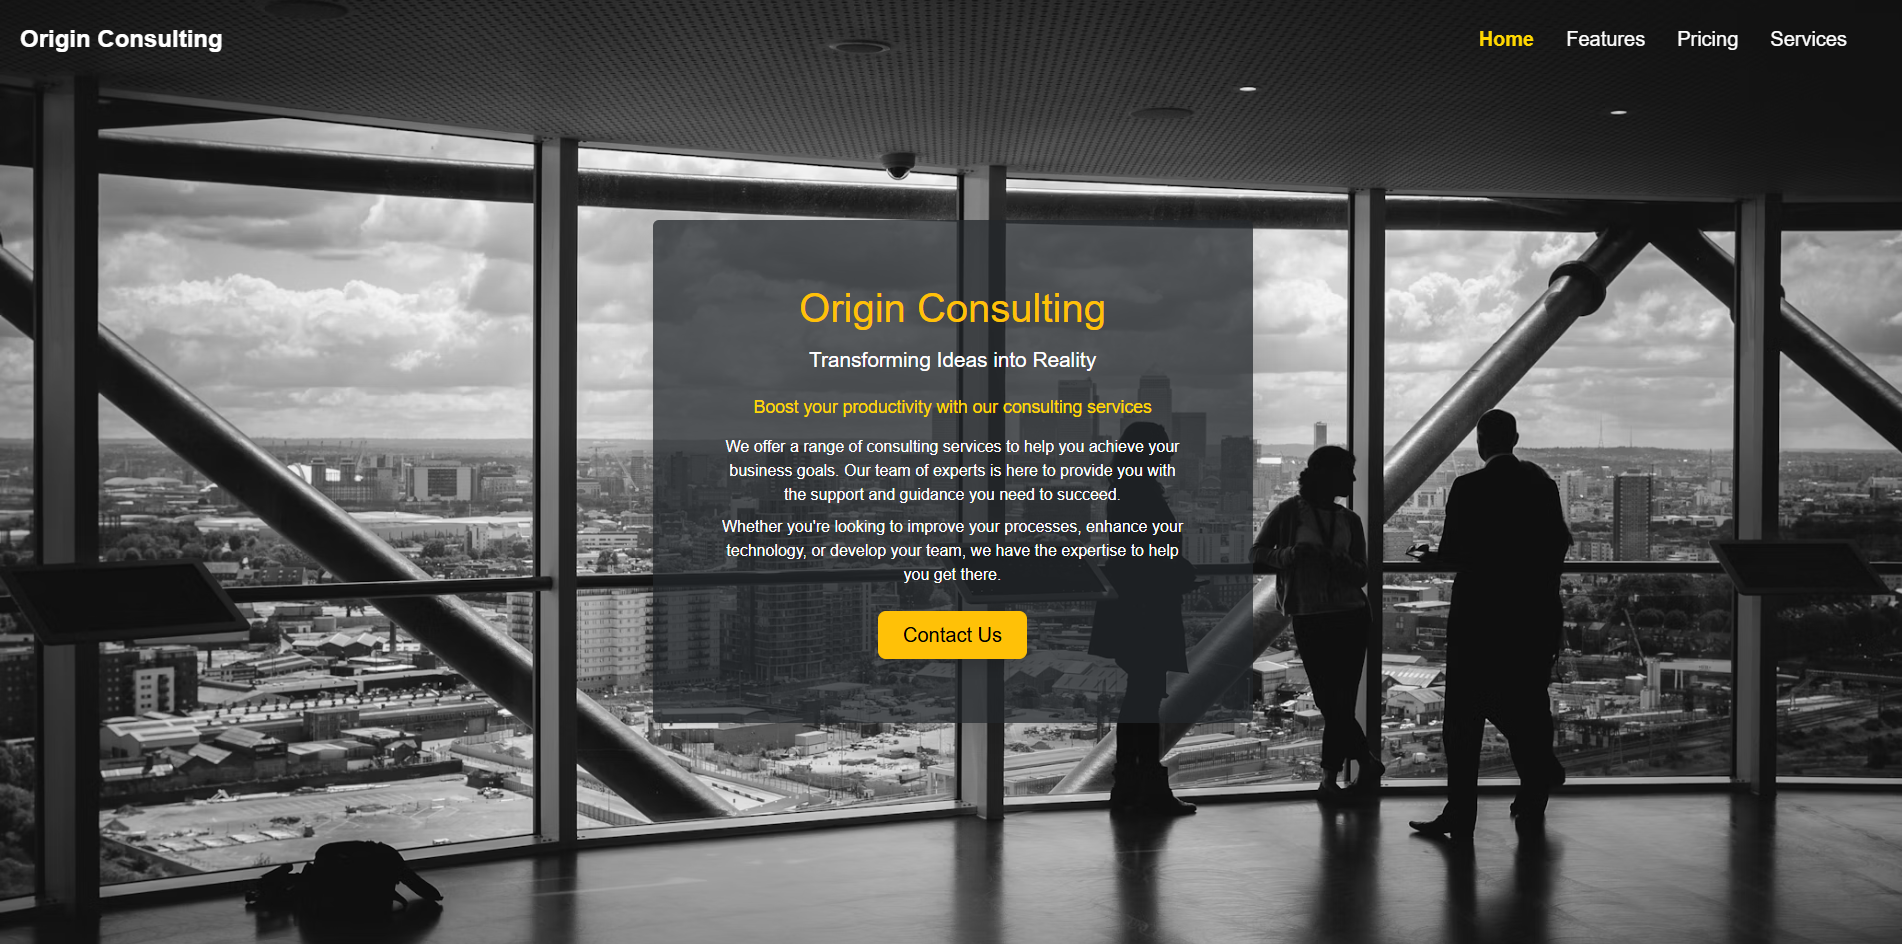 Origin Consulting
Home Features Pricing Services
Origin Consulting
Transforming Ideas into Reality
Boost your productivity with our consulting services
We offer a range of consulting services to help you achieve your
business goals. Our team of experts is here to provide you with
the support and guidance you need to succeed.
Whether you're looking to improve your processes, enhance your
technology, or develop your team, we have the expertise to help
you get there.
Contact Us